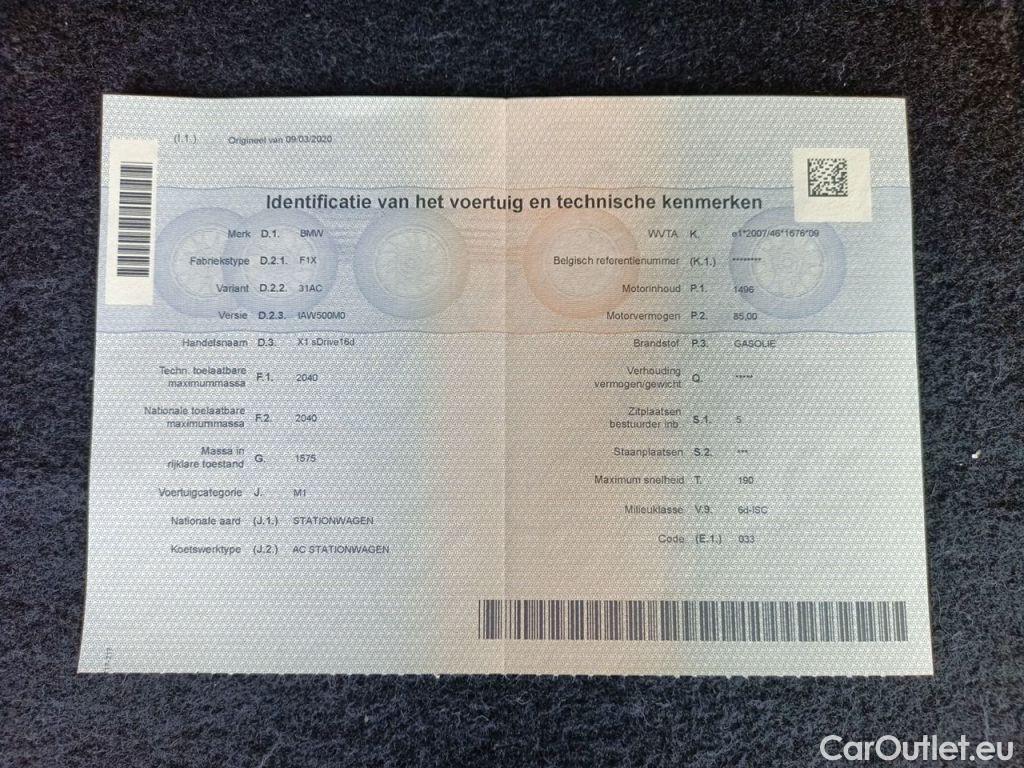 (I.1.) Origineel van 09/03/2020
Identificatie van het voertuig en technische kenmerken
Merk D.1. BMW
Fabriekstype D.2.1. F1X
Variant D.2.2. 31AC
Versie D.2.3. IAW500M0
Handelsnaam D.3. X1 sDrive16d
Techn. toelaatbare
maximummassa F.1. 2040
Nationale toelaatbare
maximummassa F.2. 2040
Massa in
rijklare toestand G. 1575
Voertuigcategorie J. M1
Nationale aard (J.1.) STATIONWAGEN
Koetswerktype (J.2.) AC STATIONWAGEN
WVTA K. e1*2007/46*1676*09
Belgisch referentienummer (K.1.) ********
Motorinhoud P.1. 1496
Motorvermogen P.2. 85,00
Brandstof P.3. GASOLIE
Verhouding
vermogen/gewicht Q. *****
Zitplaatsen
bestuurder inb. S.1. 5
Staanplaatsen S.2. ***
Maximum snelheid T. 190
Milieuklasse V.9. 6d-ISC
Code (E.1.) 033
CarOutlet.eu